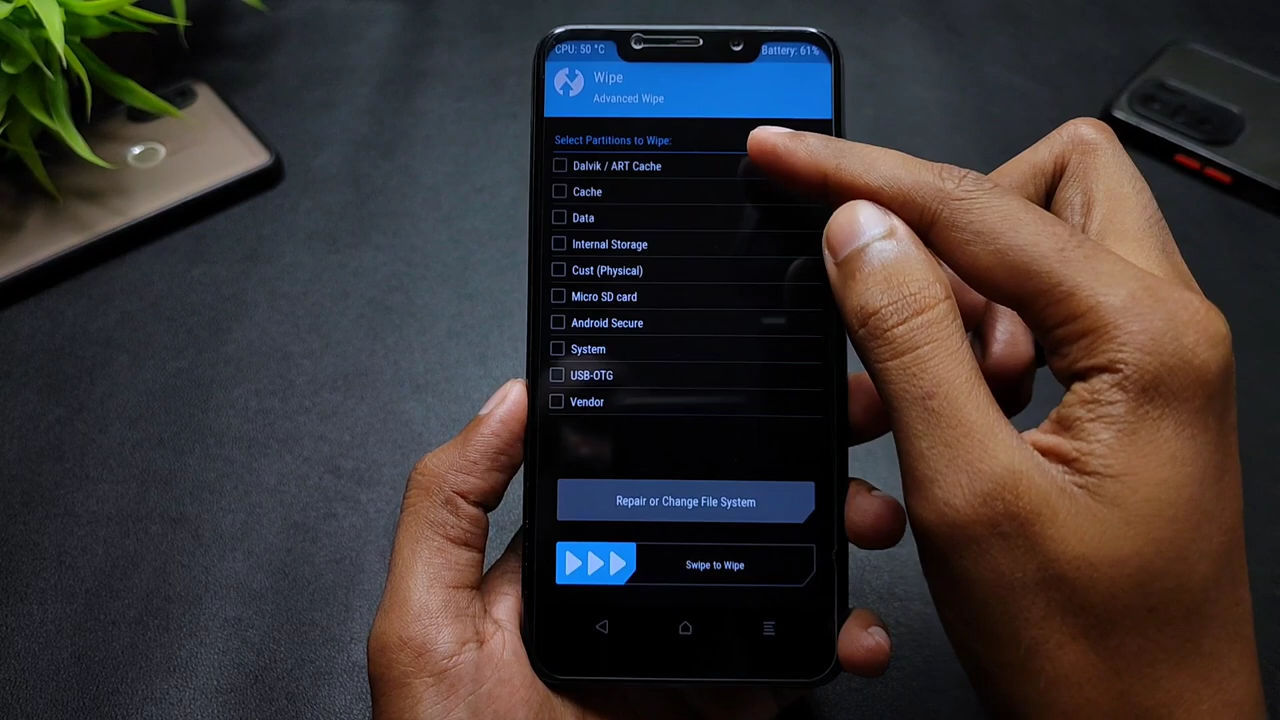 CPU: 50 °C
Battery: 61%
Wipe
Advanced Wipe
Select Partitions to Wipe:
Dalvik / ART Cache
Cache
Data
Internal Storage
Cust (Physical)
Micro SD card
Android Secure
System
USB-OTG
Vendor
Repair or Change File System
Swipe to Wipe